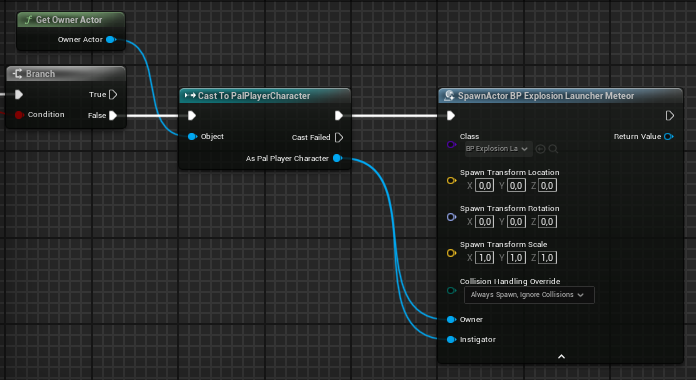 f Get Owner Actor
Owner Actor
Branch
True
Condition
False
Cast To PalPlayerCharacter
Object
Cast Failed
As Pal Player Character
SpawnActor BP Explosion Launcher Meteor
Class
Return Value
BP Explosion La
Spawn Transform Location
X 0,0 Y 0,0 Z 0,0
Spawn Transform Rotation
X 0,0 Y 0,0 Z 0,0
Spawn Transform Scale
X 1,0 Y 1,0 Z 1,0
Collision Handling Override
Always Spawn, Ignore Collisions
Owner
Instigator